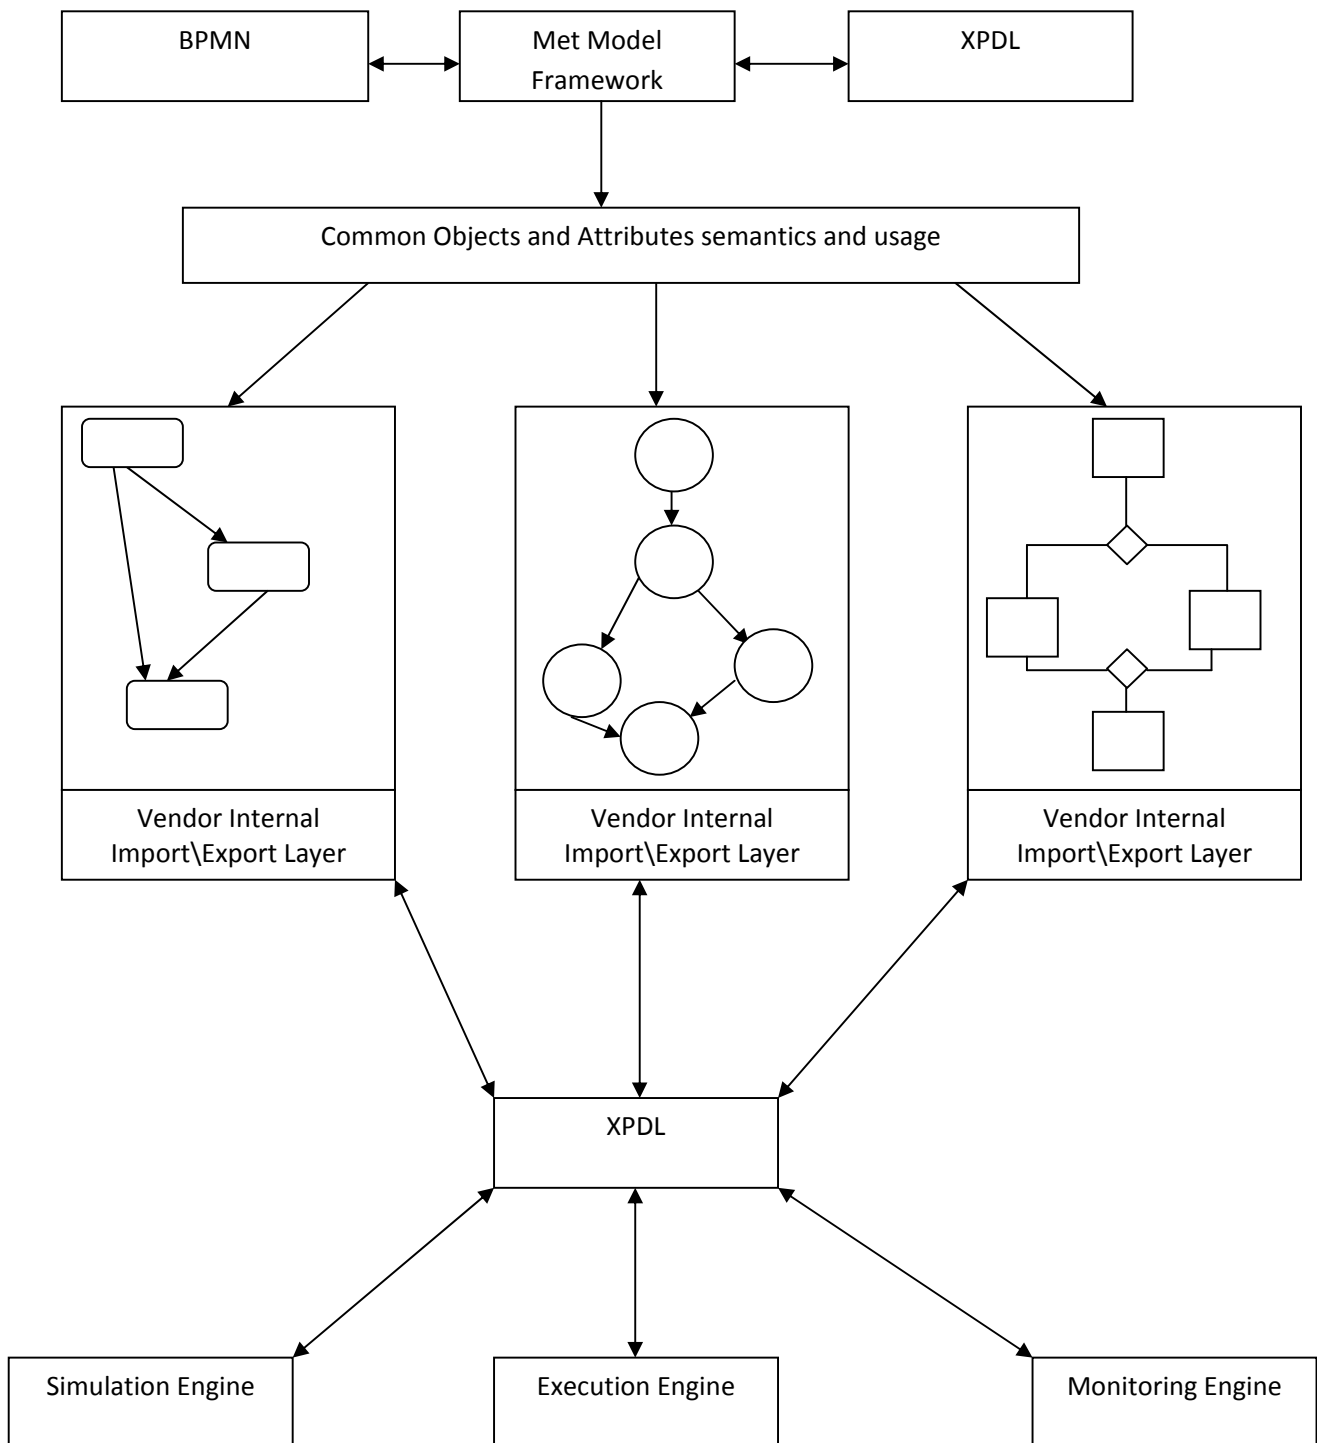 BPMN
Met Model
Framework
XPDL
Common Objects and Attributes semantics and usage
Vendor Internal
Import\Export Layer
Vendor Internal
Import\Export Layer
Vendor Internal
Import\Export Layer
XPDL
Simulation Engine
Execution Engine
Monitoring Engine